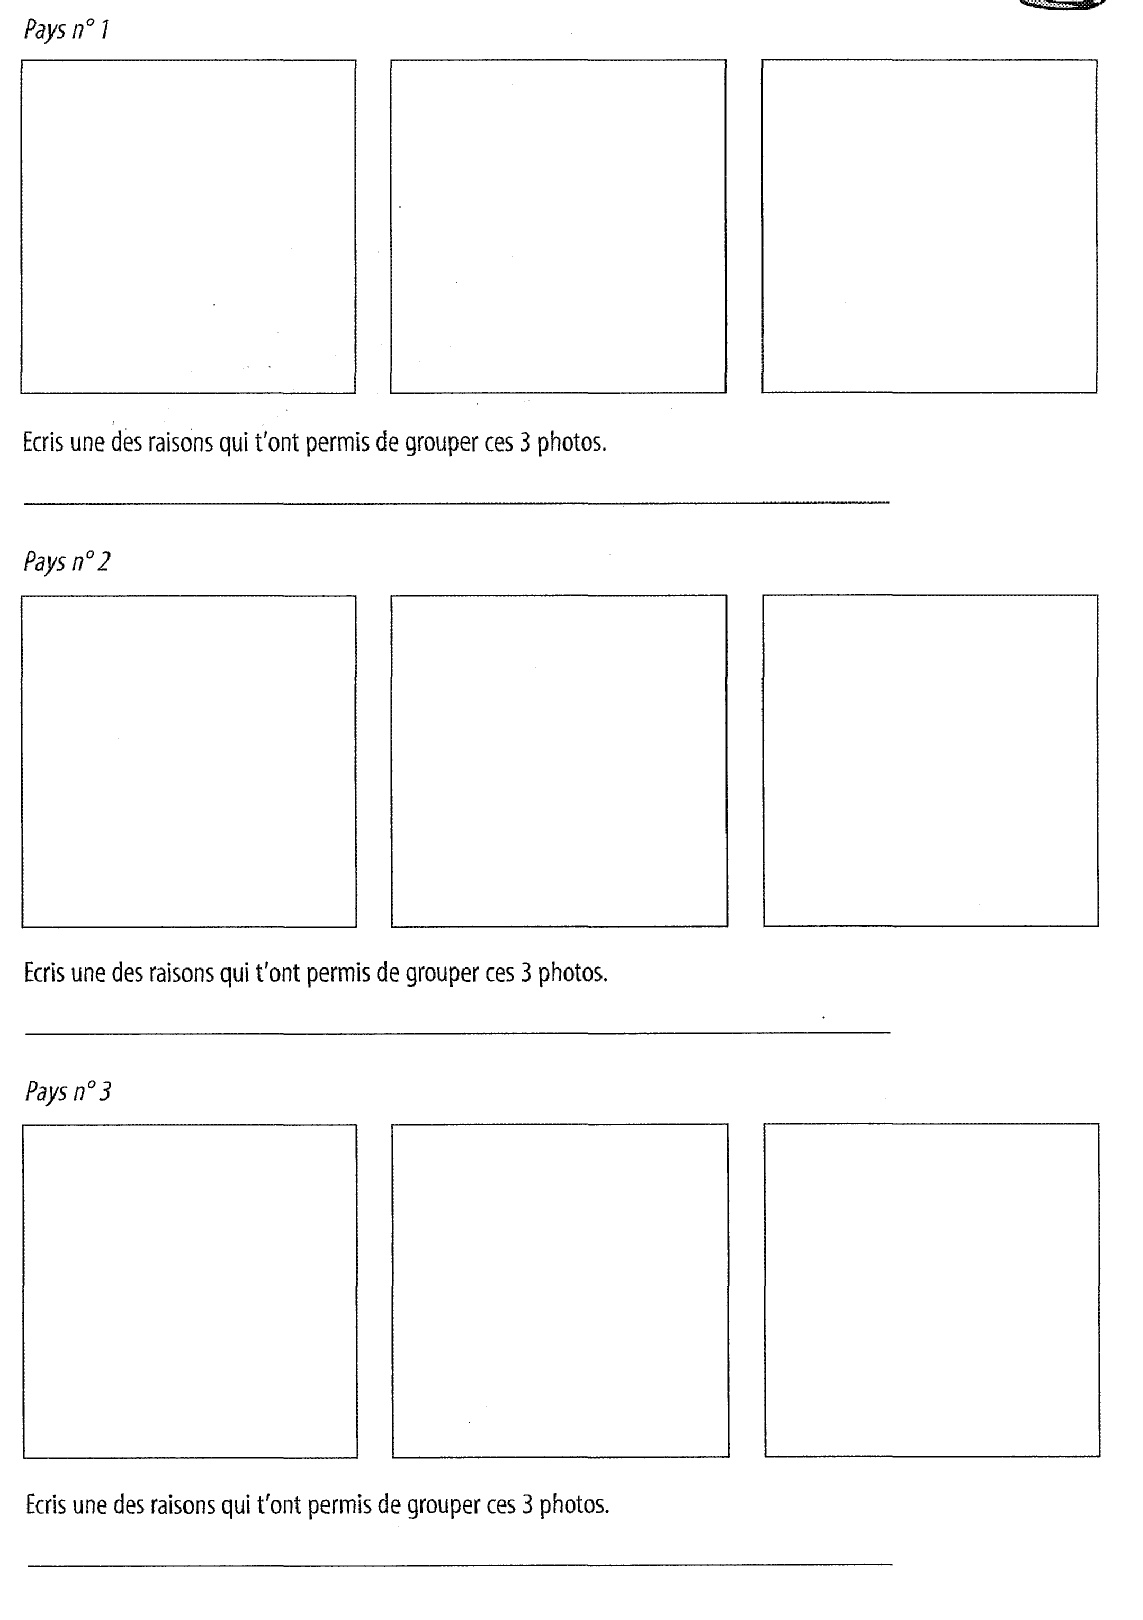 Pays n° 1
Ecris une des raisons qui t'ont permis de grouper ces 3 photos.
Pays n° 2
Ecris une des raisons qui t'ont permis de grouper ces 3 photos.
Pays n° 3
Ecris une des raisons qui t'ont permis de grouper ces 3 photos.